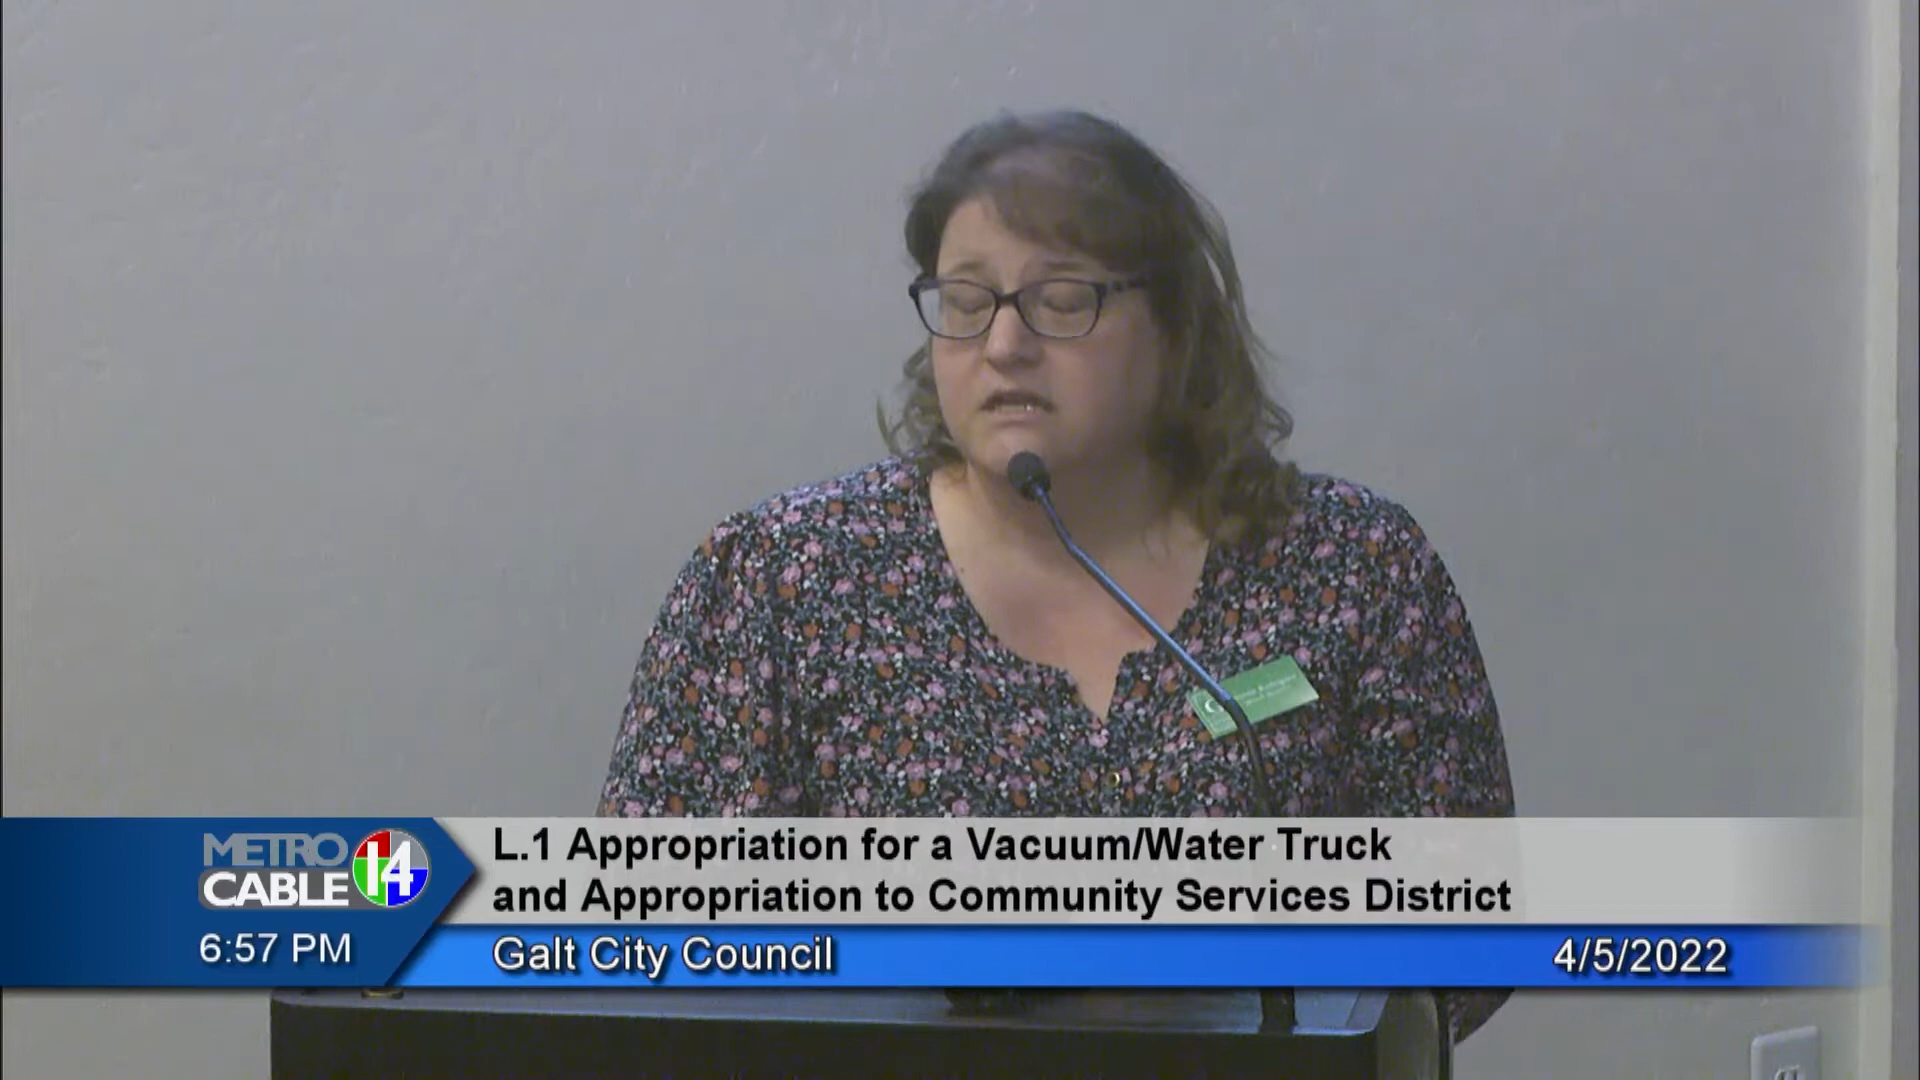 METRO
CABLE 14
6:57 PM
L.1 Appropriation for a Vacuum/Water Truck
and Appropriation to Community Services District
Galt City Council
4/5/2022